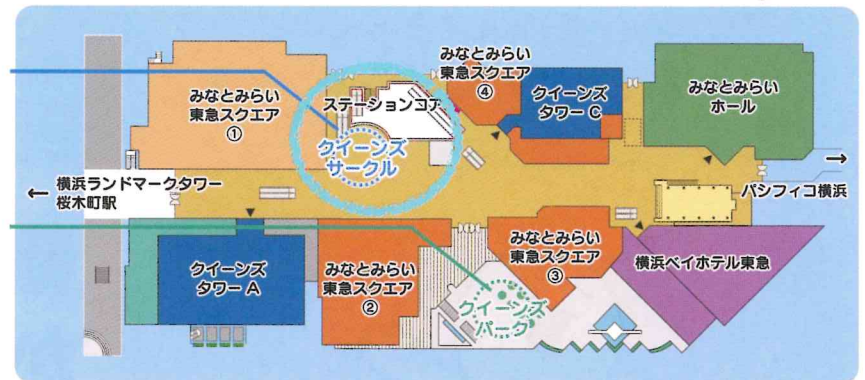 みなとみらい
東急スクエア
①
ステーションコア
みなとみらい
東急スクエア
④
クイーンズ
タワー C
みなとみらい
ホール
クイーンズ
サークル
← 横浜ランドマークタワー
桜木町駅
→
パシフィコ横浜
クイーンズ
タワー A
みなとみらい
東急スクエア
②
みなとみらい
東急スクエア
③
横浜ベイホテル東急
クイーンズ
パーク